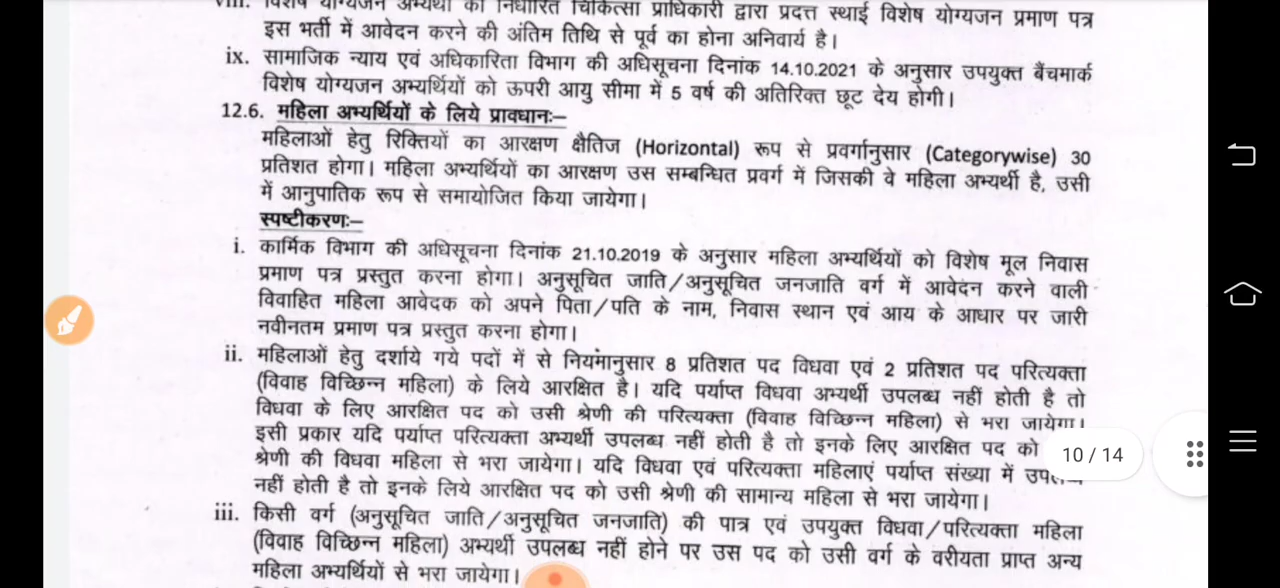 viii. विशेष योग्यजन अभ्यर्थी को निर्धारित चिकित्सा प्राधिकारी द्वारा प्रदत्त स्थाई विशेष योग्यजन प्रमाण पत्र
इस भर्ती में आवेदन करने की अंतिम तिथि से पूर्व का होना अनिवार्य है।
ix. सामाजिक न्याय एवं अधिकारिता विभाग की अधिसूचना दिनांक 14.10.2021 के अनुसार उपयुक्त बैंचमार्क
विशेष योग्यजन अभ्यर्थियों को ऊपरी आयु सीमा में 5 वर्ष की अतिरिक्त छूट देय होगी।
12.6. महिला अभ्यर्थियों के लिये प्रावधानः–
महिलाओं हेतु रिक्तियों का आरक्षण क्षैतिज (Horizontal) रूप से प्रवर्गानुसार (Categorywise) 30
प्रतिशत होगा। महिला अभ्यर्थियों का आरक्षण उस सम्बन्धित प्रवर्ग में जिसकी वे महिला अभ्यर्थी है, उसी
में आनुपातिक रूप से समायोजित किया जायेगा।
स्पष्टीकरणः–
i. कार्मिक विभाग की अधिसूचना दिनांक 21.10.2019 के अनुसार महिला अभ्यर्थियों को विशेष मूल निवास
प्रमाण पत्र प्रस्तुत करना होगा। अनुसूचित जाति/अनुसूचित जनजाति वर्ग में आवेदन करने वाली
विवाहित महिला आवेदक को अपने पिता/पति के नाम, निवास स्थान एवं आय के आधार पर जारी
नवीनतम प्रमाण पत्र प्रस्तुत करना होगा।
ii. महिलाओं हेतु दर्शाये गये पदों में से नियमानुसार 8 प्रतिशत पद विधवा एवं 2 प्रतिशत पद परित्यक्ता
(विवाह विच्छिन्न महिला) के लिये आरक्षित है। यदि पर्याप्त विधवा अभ्यर्थी उपलब्ध नहीं होती है तो
विधवा के लिए आरक्षित पद को उसी श्रेणी की परित्यक्ता (विवाह विच्छिन्न महिला) से भरा जायेगा।
इसी प्रकार यदि पर्याप्त परित्यक्ता अभ्यर्थी उपलब्ध नहीं होती है तो इनके लिए आरक्षित पद को
श्रेणी की विधवा महिला से भरा जायेगा। यदि विधवा एवं परित्यक्ता महिलाएं पर्याप्त संख्या में
नहीं होती है तो इनके लिये आरक्षित पद को उसी श्रेणी की सामान्य महिला से भरा जायेगा।
iii. किसी वर्ग (अनुसूचित जाति/अनुसूचित जनजाति) की पात्र एवं उपयुक्त विधवा/परित्यक्ता महिला
(विवाह विच्छिन्न महिला) अभ्यर्थी उपलब्ध नहीं होने पर उस पद को उसी वर्ग के वरीयता प्राप्त अन्य
महिला अभ्यर्थियों से भरा जायेगा।
10 / 14